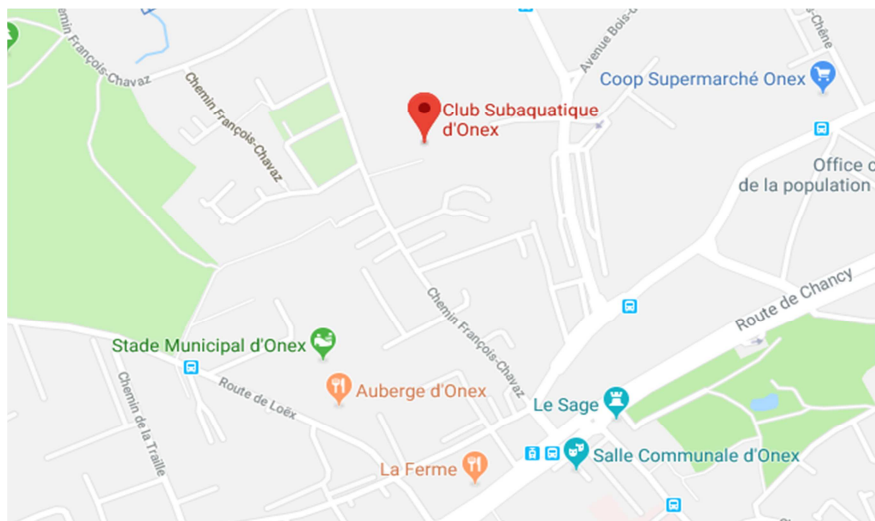 Chemin François-Chavaz
Avenue Bois-
-Chêne
Coop Supermarché Onex
Chemin François-Chavaz
Club Subaquatique
d'Onex
Office
de la population
Route de Chancy
Chemin François-Chavaz
Stade Municipal d'Onex
Auberge d'Onex
Route de Loëx
Chemin de la Traille
Le Sage
Salle Communale d'Onex
La Ferme